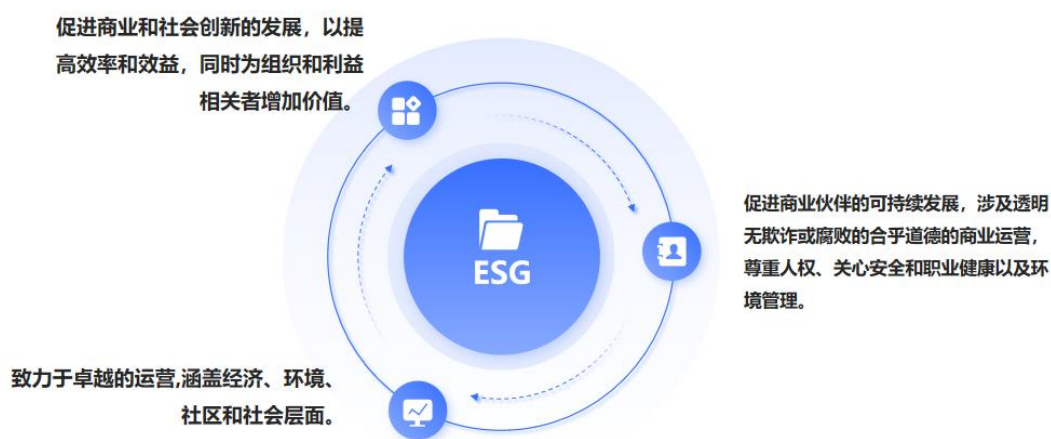 促进商业和社会创新的发展，以提
高效率和效益，同时为组织和利益
相关者增加价值。
ESG
促进商业伙伴的可持续发展，涉及透明
无欺诈或腐败的合乎道德的商业运营，
尊重人权、关心安全和职业健康以及环
境管理。
致力于卓越的运营,涵盖经济、环境、
社区和社会层面。